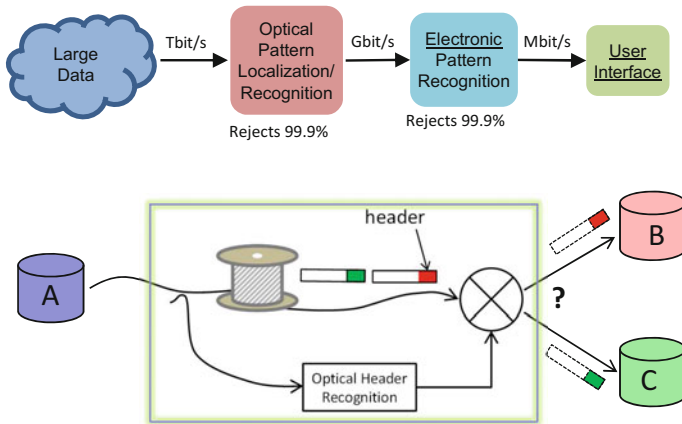 Large
Data
Tbit/s
Optical
Pattern
Localization/
Recognition
Rejects 99.9%
Gbit/s
Electronic
Pattern
Recognition
Rejects 99.9%
Mbit/s
User
Interface
header
A
Optical Header
Recognition
?
B
C